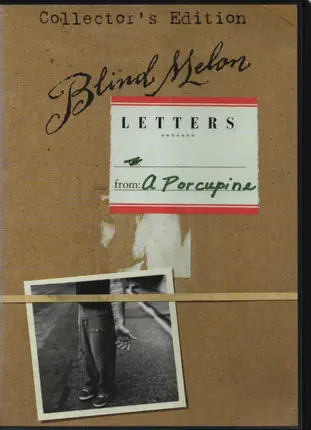 Collector's Edition
Blind Melon
LETTERS
*******
from: A Porcupine